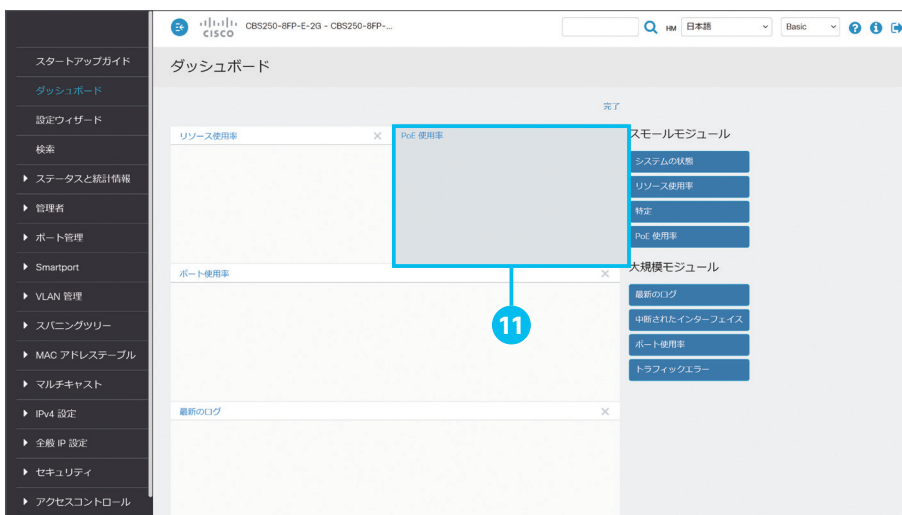 CISCO
CBS250-8FP-E-2G - CBS250-8FP-...
HM
日本語
Basic
スタートアップガイド
ダッシュボード
設定ウィザード
検索
ステータスと統計情報
管理者
ポート管理
Smartport
VLAN 管理
スパニングツリー
MAC アドレステーブル
マルチキャスト
IPv4 設定
全般 IP 設定
セキュリティ
アクセスコントロール
ダッシュボード
完了
リソース使用率
PoE 使用率
ポート使用率
11
最新のログ
スモールモジュール
システムの状態
リソース使用率
特定
PoE 使用率
大規模モジュール
最新のログ
中断されたインターフェイス
ポート使用率
トラフィックエラー